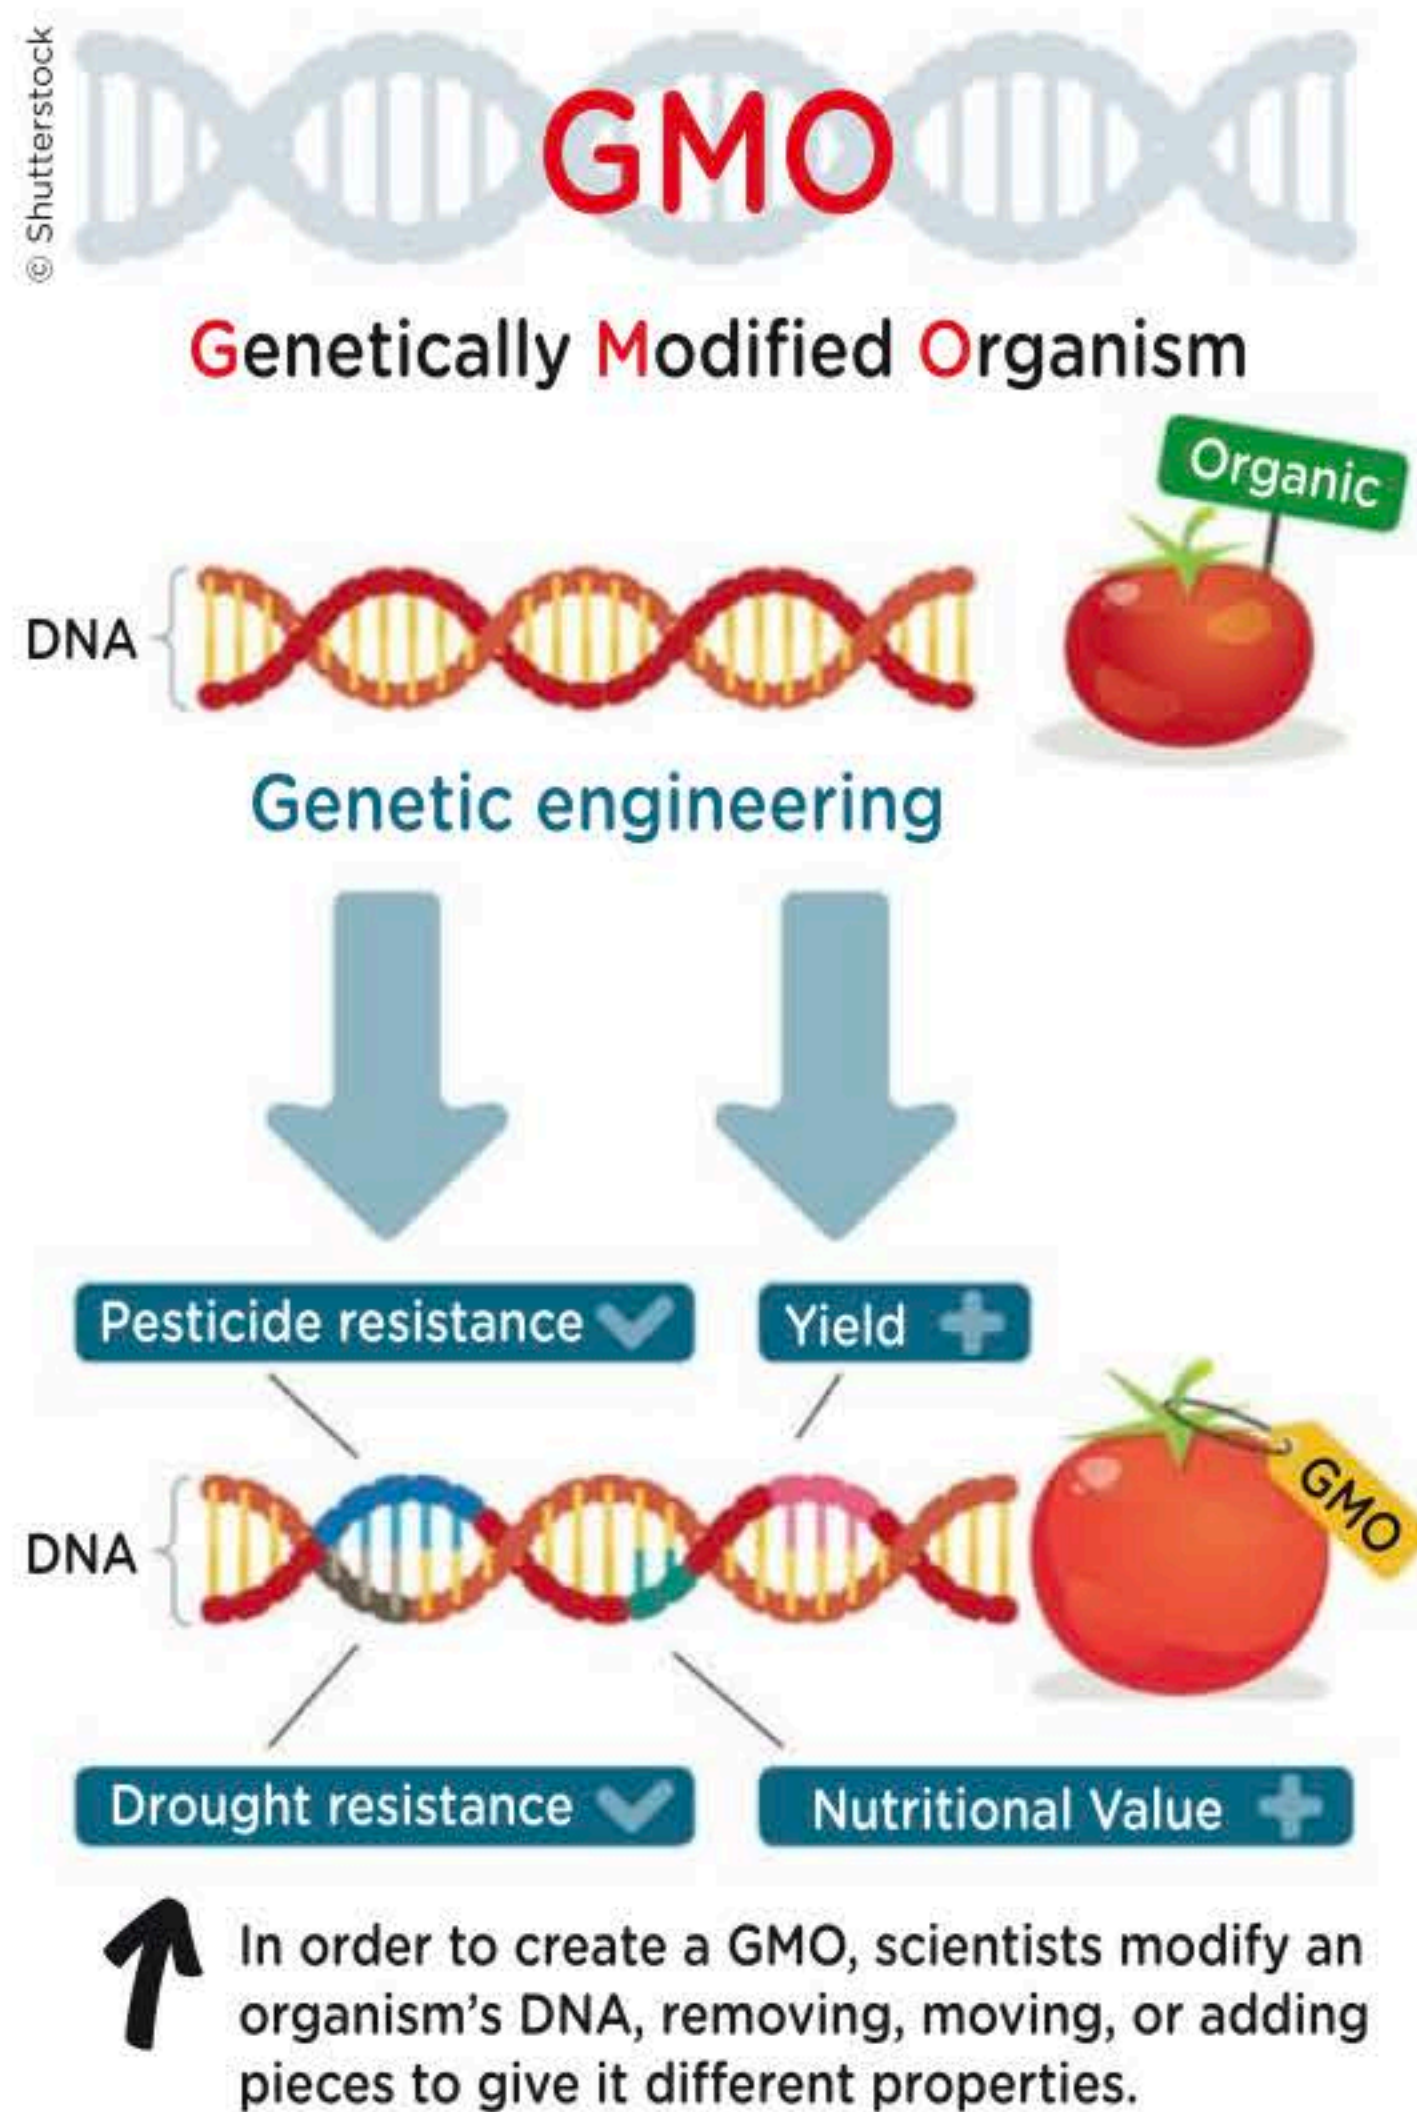 © Shutterstock
GMO
Genetically Modified Organism
Organic
DNA
Genetic engineering
Pesticide resistance
Yield
DNA
GMO
Drought resistance
Nutritional Value
In order to create a GMO, scientists modify an
organism's DNA, removing, moving, or adding
pieces to give it different properties.